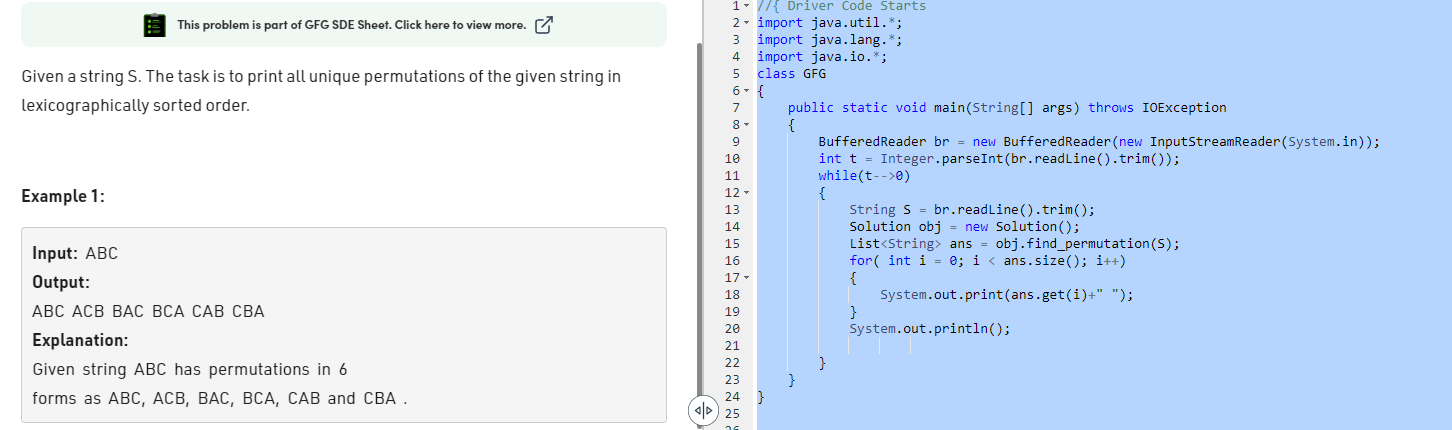 This problem is part of GFG SDE Sheet. Click here to view more.
Given a string S. The task is to print all unique permutations of the given string in
lexicographically sorted order.
Example 1:
Input: ABC
Output:
ABC ACB BAC BCA CAB CBA
Explanation:
Given string ABC has permutations in 6
forms as ABC, ACB, BAC, BCA, CAB and CBA .
1 //{ Driver Code Starts
2 import java.util.*;
3 import java.lang.*;
4 import java.io.*;
5 class GFG
6 {
7     public static void main(String[] args) throws IOException
8     {
9         BufferedReader br = new BufferedReader(new InputStreamReader(System.in));
10         int t = Integer.parseInt(br.readLine().trim());
11         while(t-->0)
12         {
13             String S = br.readLine().trim();
14             Solution obj = new Solution();
15             List<String> ans = obj.find_permutation(S);
16             for( int i = 0; i < ans.size(); i++)
17             {
18                 System.out.print(ans.get(i)+" ");
19             }
20             System.out.println();
21
22         }
23     }
24 }
25